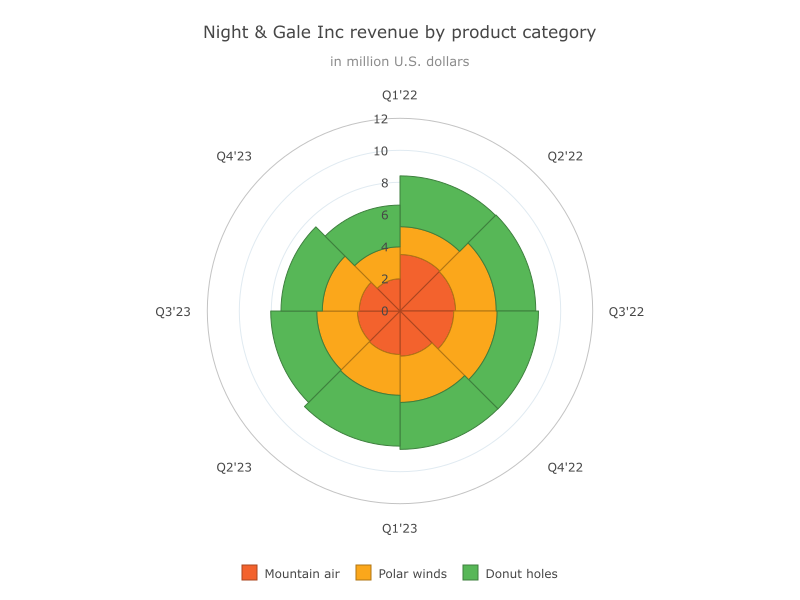 Night & Gale Inc revenue by product category
in million U.S. dollars
Q1'22
12
10
Q4'23
Q2'22
8
6
4
2
Q3'23
0
Q3'22
Q2'23
Q4'22
Q1'23
Mountain air
Polar winds
Donut holes